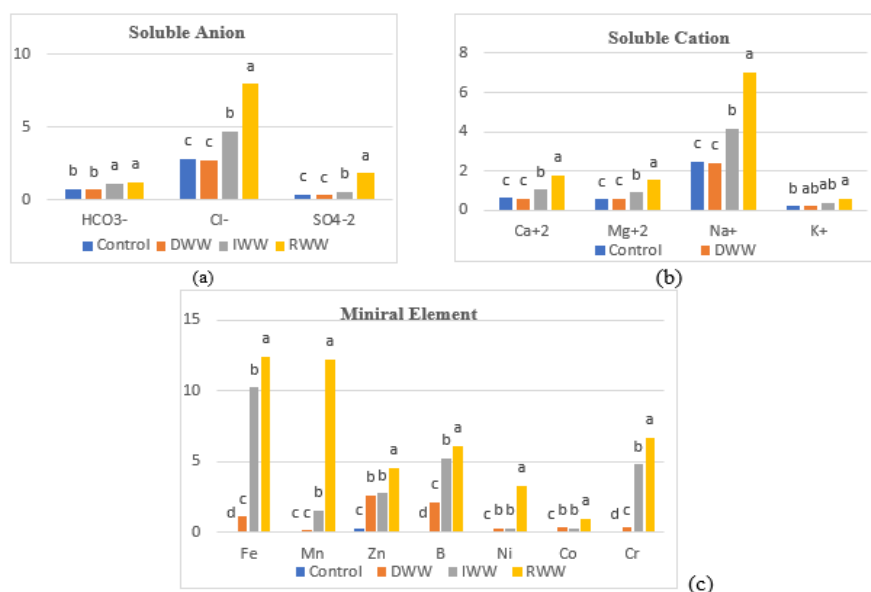 Soluble Anion
10
5
0
b b a a
c c b a
c c b a
HCO3- Cl- SO4-2
Control DWW IWW RWW
(a)
Soluble Cation
8
6
4
2
0
c c b a
c c b a
c c b a
b ab ab a
Ca+2 Mg+2 Na+ K+
Control DWW
(b)
Miniral Element
15
10
5
0
d c b a
c c b a
c b b a
d c b a
c b b a
c b b a
d c b a
Fe Mn Zn B Ni Co Cr
Control DWW IWW RWW
(c)